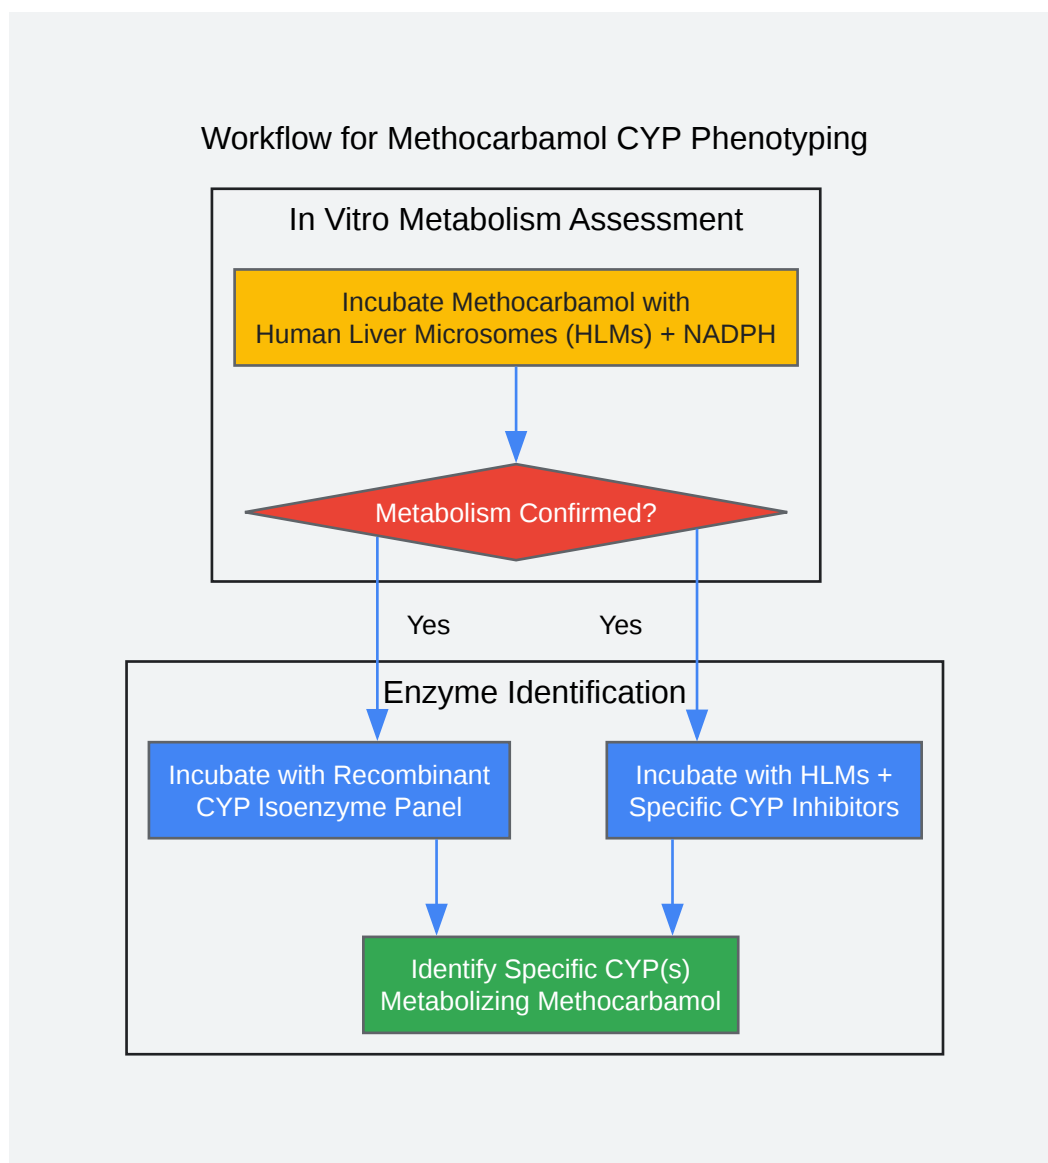 Workflow for Methocarbamol CYP Phenotyping
In Vitro Metabolism Assessment
Incubate Methocarbamol with
Human Liver Microsomes (HLMs) + NADPH
Metabolism Confirmed?
Yes
Yes
Enzyme Identification
Incubate with Recombinant
CYP Isoenzyme Panel
Incubate with HLMs +
Specific CYP Inhibitors
Identify Specific CYP(s)
Metabolizing Methocarbamol